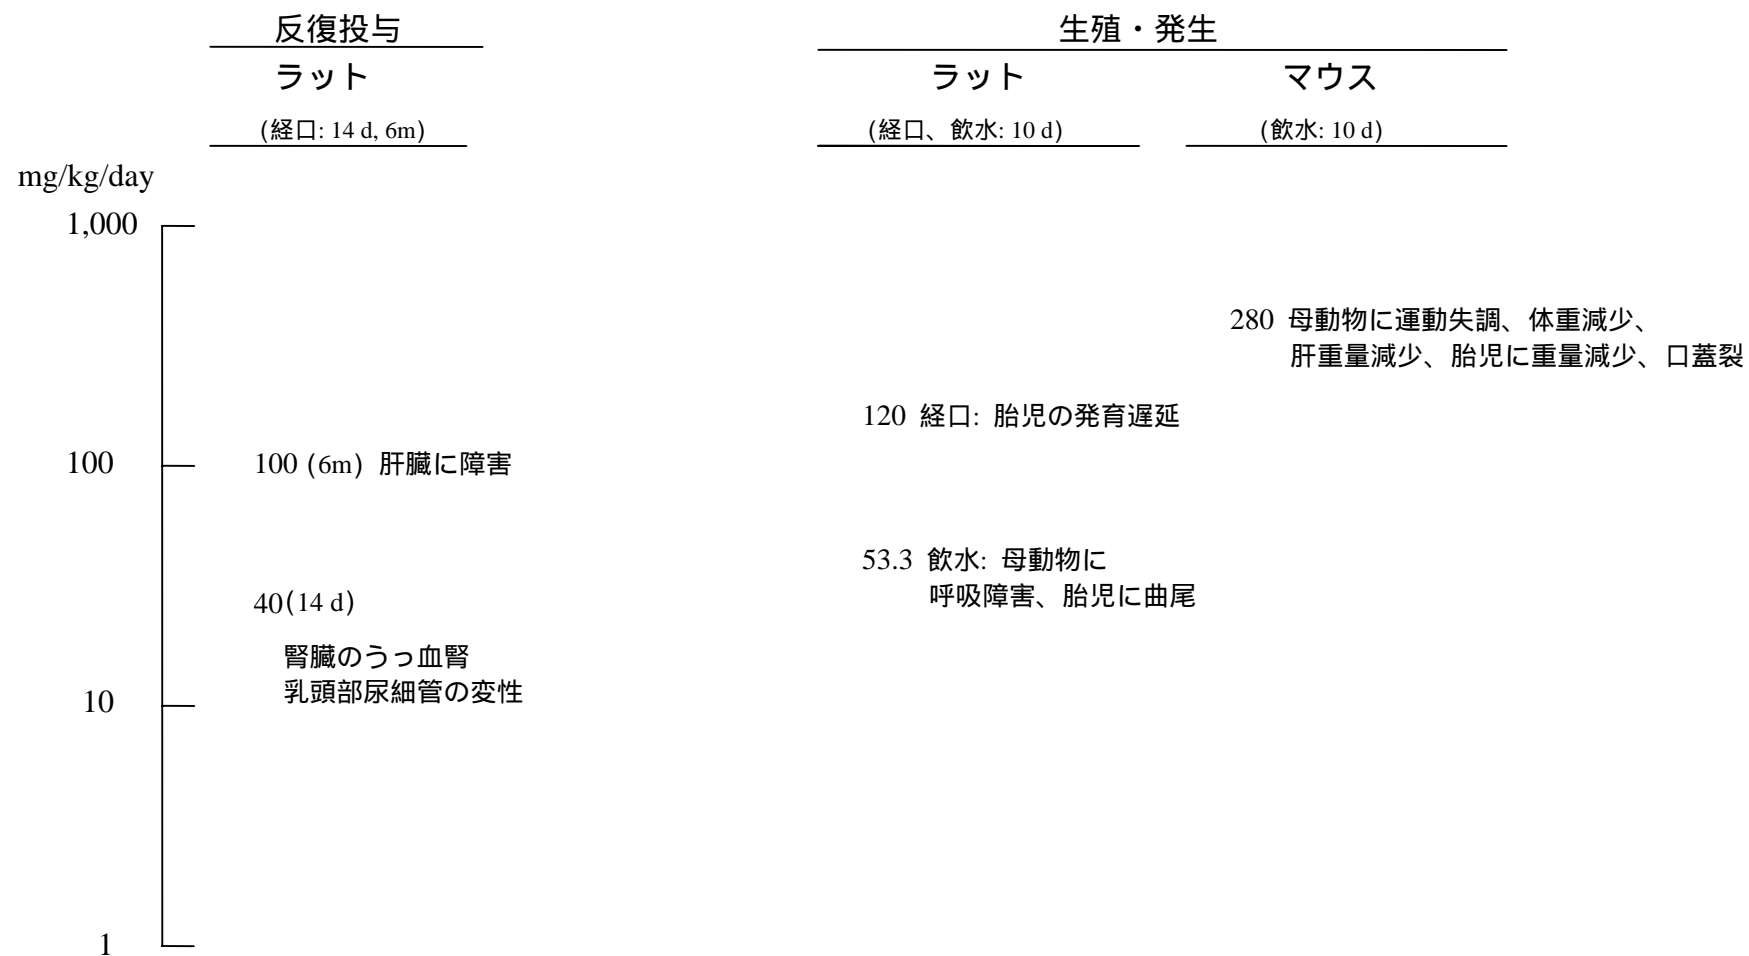 反復投与
生殖・発生
ラット
ラット
マウス
(経口: 14 d, 6m)
(経口、飲水: 10 d)
(飲水: 10 d)
mg/kg/day
1,000
280 母動物に運動失調、体重減少、
肝重量減少、胎児に重量減少、口蓋裂
120 経口: 胎児の発育遅延
100
100 (6m) 肝臓に障害
53.3 飲水: 母動物に
呼吸障害、胎児に曲尾
40(14 d)
腎臓のうっ血腎
乳頭部尿細管の変性
10
1